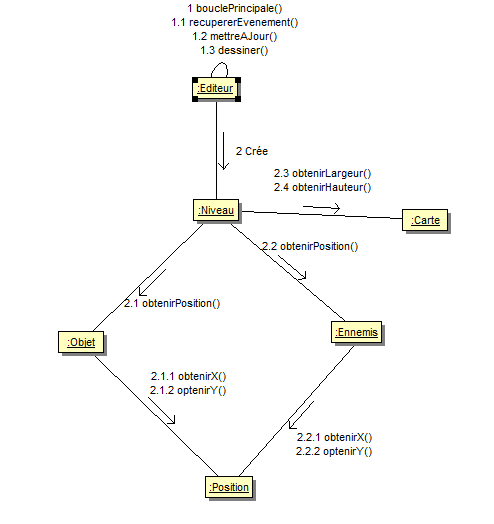 1 bouclePrincipale()
1.1 recupererEvenement()
1.2 mettreAJour()
1.3 dessiner()
:Editeur
2 Crée
2.3 obtenirLargeur()
2.4 obtenirHauteur()
:Niveau
:Carte
2.2 obtenirPosition()
2.1 obtenirPosition()
:Objet
:Ennemis
2.1.1 obtenirX()
2.1.2 optenirY()
2.2.1 obtenirX()
2.2.2 optenirY()
:Position